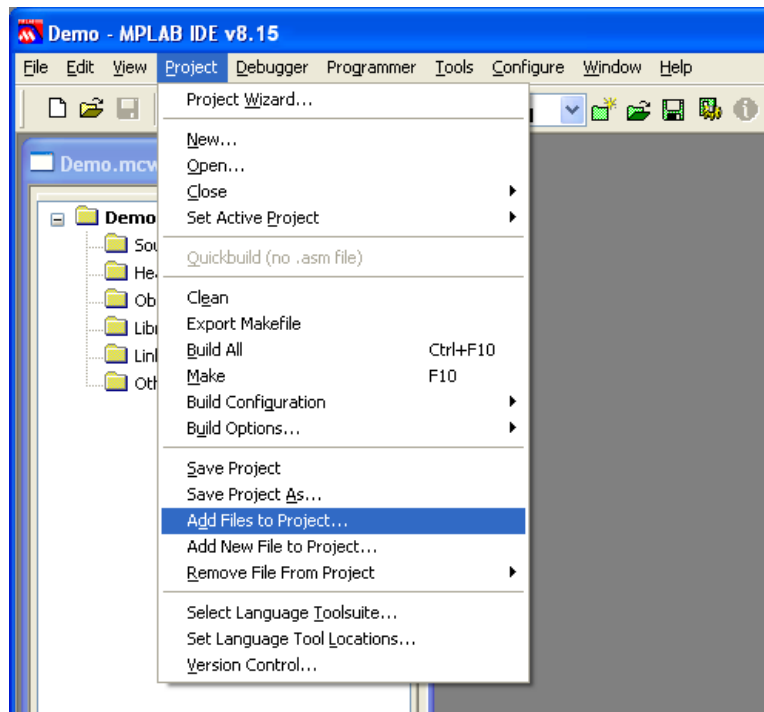 Demo - MPLAB IDE v8.15
File Edit View Project Debugger Programmer Tools Configure Window Help
Project Wizard...
Demo.mcw
New...
Open...
Close
Set Active Project
Demo
Quickbuild (no .asm file)
Clean
Export Makefile
Build All Ctrl+F10
Make F10
Build Configuration
Build Options...
Save Project
Save Project As...
Add Files to Project...
Add New File to Project...
Remove File From Project
Select Language Toolsuite...
Set Language Tool Locations...
Version Control...